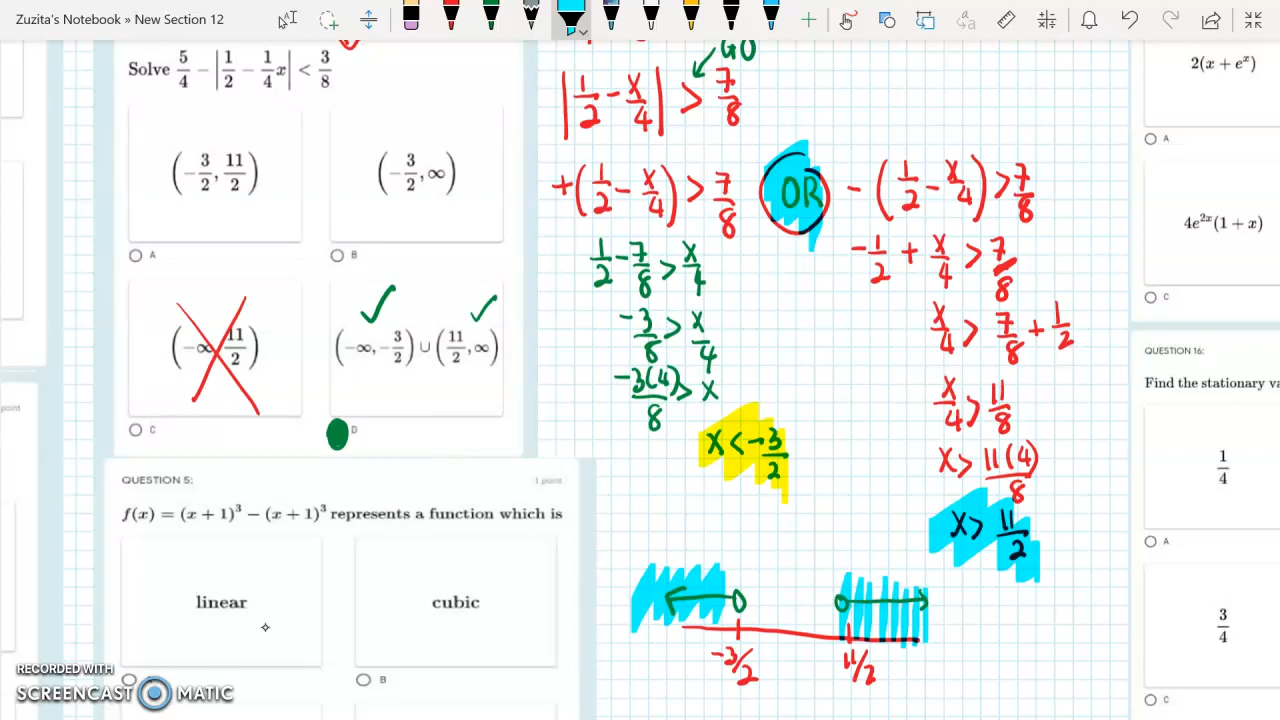 Zuzita's Notebook » New Section 12
Solve 5/4 − |1/2 − 1/4 x| < 3/8
(−3/2, 11/2)
(−3/2, ∞)
A
B
(−∞, 11/2)
(−∞, −3/2) ∪ (11/2, ∞)
C
D
QUESTION 5:
1 point
f(x) = (x + 1)³ − (x + 1)³ represents a function which is
linear
cubic
B
RECORDED WITH
SCREENCAST MATIC
GO
|1/2 − x/4| > 7/8
+(1/2 − x/4) > 7/8
OR
−(1/2 − x/4) > 7/8
1/2 − 7/8 > x/4
−1/2 + x/4 > 7/8
−3/8 > x/4
x/4 > 7/8 + 1/2
−3(4)/8 > x
x/4 > 11/8
x < −3/2
x > 11(4)/8
x > 11/2
−3/2
11/2
2(x + eˣ)
A
4e²ˣ(1 + x)
C
QUESTION 16:
Find the stationary va
1/4
A
3/4
C
point